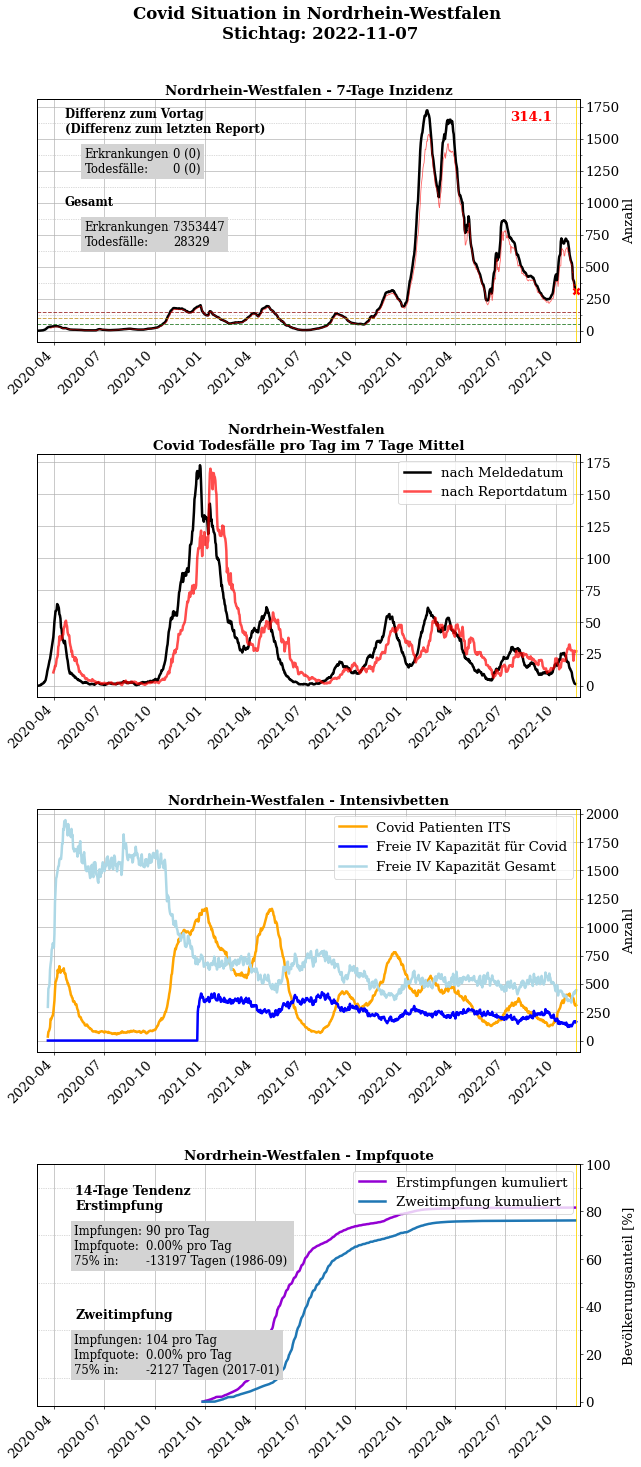 Covid Situation in Nordrhein-Westfalen
Stichtag: 2022-11-07
Nordrhein-Westfalen - 7-Tage Inzidenz
Differenz zum Vortag
(Differenz zum letzten Report)
Erkrankungen 0 (0)
Todesfälle: 0 (0)
Gesamt
Erkrankungen 7353447
Todesfälle: 28329
314.1
1750
1500
1250
1000
750
500
250
0
Anzahl
2020-04
2020-07
2020-10
2021-01
2021-04
2021-07
2021-10
2022-01
2022-04
2022-07
2022-10
Nordrhein-Westfalen
Covid Todesfälle pro Tag im 7 Tage Mittel
nach Meldedatum
nach Reportdatum
175
150
125
100
75
50
25
0
2020-04
2020-07
2020-10
2021-01
2021-04
2021-07
2021-10
2022-01
2022-04
2022-07
2022-10
Nordrhein-Westfalen - Intensivbetten
Covid Patienten ITS
Freie IV Kapazität für Covid
Freie IV Kapazität Gesamt
2000
1750
1500
1250
1000
750
500
250
0
Anzahl
2020-04
2020-07
2020-10
2021-01
2021-04
2021-07
2021-10
2022-01
2022-04
2022-07
2022-10
Nordrhein-Westfalen - Impfquote
14-Tage Tendenz
Erstimpfung
Impfungen: 90 pro Tag
Impfquote: 0.00% pro Tag
75% in: -13197 Tagen (1986-09)
Zweitimpfung
Impfungen: 104 pro Tag
Impfquote: 0.00% pro Tag
75% in: -2127 Tagen (2017-01)
Erstimpfungen kumuliert
Zweitimpfung kumuliert
100
80
60
40
20
0
Bevölkerungsanteil [%]
2020-04
2020-07
2020-10
2021-01
2021-04
2021-07
2021-10
2022-01
2022-04
2022-07
2022-10